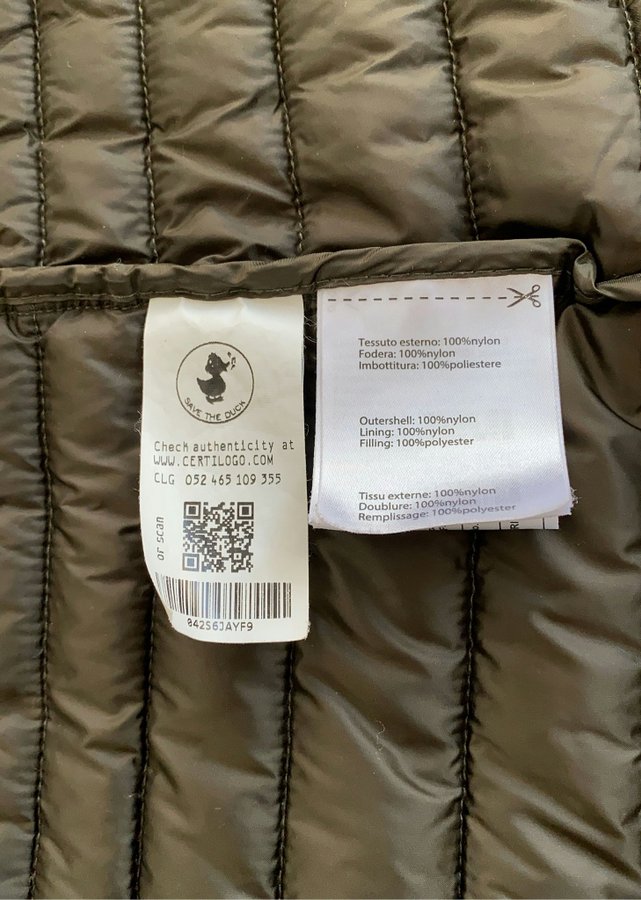 SAVE THE DUCK
Check authenticity at
WWW.CERTILOGO.COM
CLG 052 465 109 355
or scan
042S6JAYF9
Tessuto esterno: 100%nylon
Fodera: 100%nylon
Imbottitura: 100%poliestere
Outershell: 100%nylon
Lining: 100%nylon
Filling: 100%polyester
Tissu externe: 100%nylon
Doublure: 100%nylon
Remplissage: 100%polyester